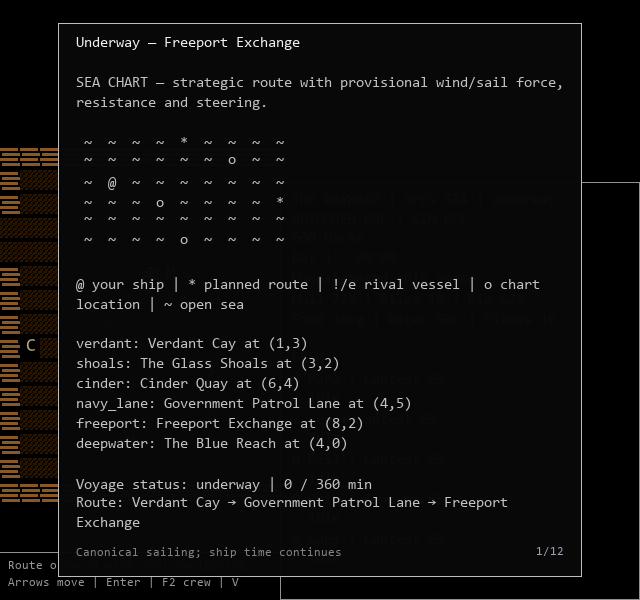 Underway — Freeport Exchange
SEA CHART — strategic route with provisional wind/sail force,
resistance and steering.
~ ~ ~ ~ * ~ ~ ~ ~
~ ~ ~ ~ ~ ~ o ~ ~
~ @ ~ ~ ~ ~ ~ ~ ~
~ ~ ~ o ~ ~ ~ ~ *
~ ~ ~ ~ ~ ~ ~ ~ ~
~ ~ ~ ~ o ~ ~ ~ ~
@ your ship | * planned route | !/e rival vessel | o chart
location | ~ open sea
verdant: Verdant Cay at (1,3)
shoals: The Glass Shoals at (3,2)
cinder: Cinder Quay at (6,4)
navy_lane: Government Patrol Lane at (4,5)
freeport: Freeport Exchange at (8,2)
deepwater: The Blue Reach at (4,0)
Voyage status: underway | 0 / 360 min
Route: Verdant Cay → Government Patrol Lane → Freeport
Exchange
Canonical sailing; ship time continues 1/12
C
Route o
Arrows move | Enter | F2 crew | V